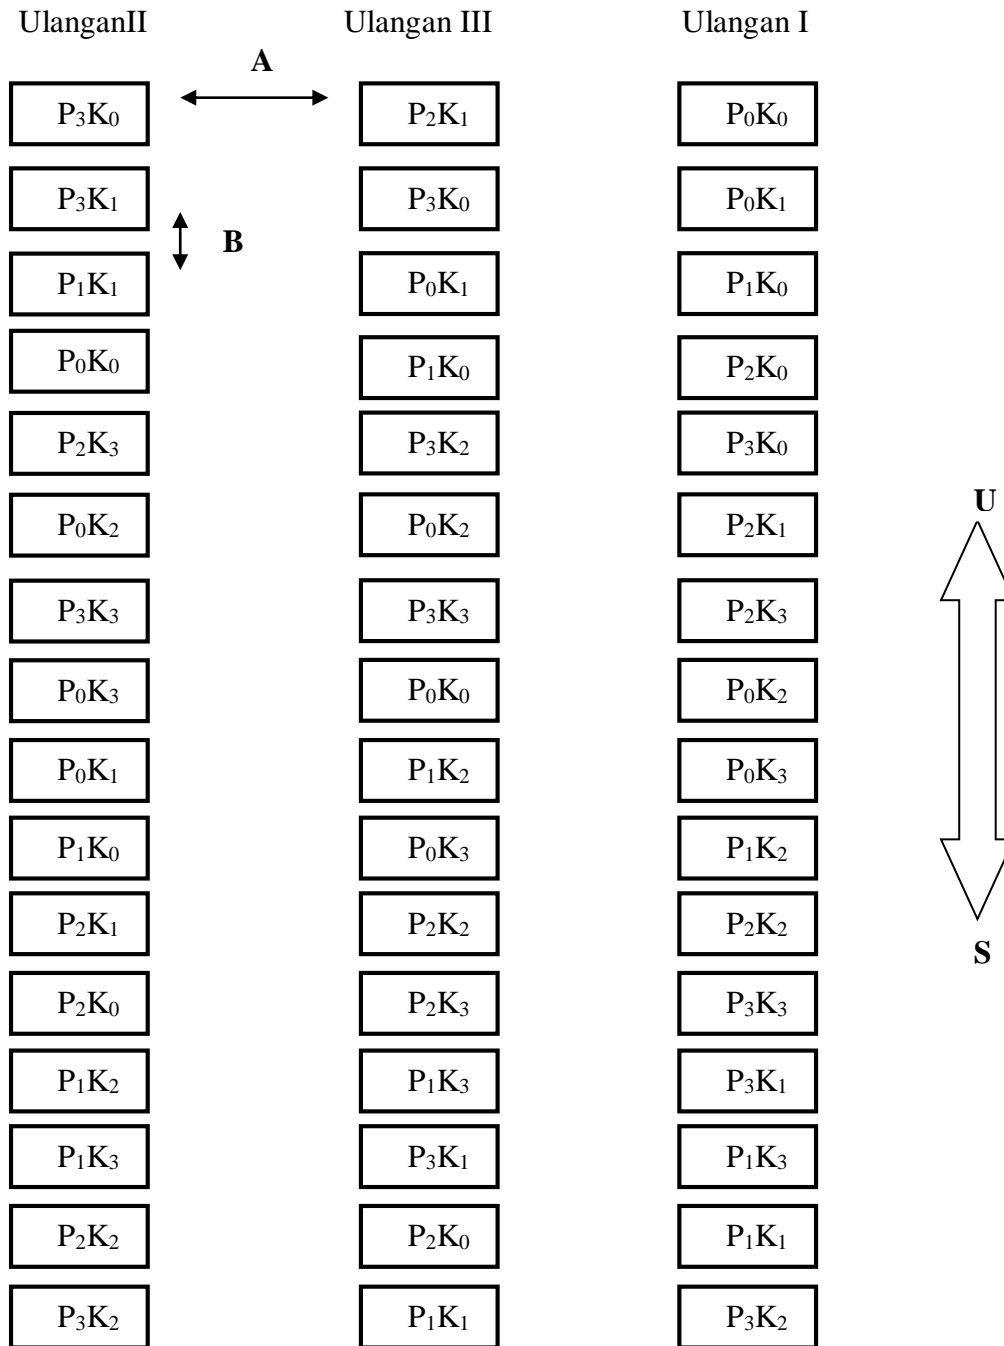 UlanganII Ulangan III Ulangan I
A
P₃K₀ P₂K₁ P₀K₀
P₃K₁ P₃K₀ P₀K₁
B
P₁K₁ P₀K₁ P₁K₀
P₀K₀ P₁K₀ P₂K₀
P₂K₃ P₃K₂ P₃K₀
U
P₀K₂ P₀K₂ P₂K₁
P₃K₃ P₃K₃ P₂K₃
P₀K₃ P₀K₀ P₀K₂
P₀K₁ P₁K₂ P₀K₃
P₁K₀ P₀K₃ P₁K₂
P₂K₁ P₂K₂ P₂K₂
S
P₂K₀ P₂K₃ P₃K₃
P₁K₂ P₁K₃ P₃K₁
P₁K₃ P₃K₁ P₁K₃
P₂K₂ P₂K₀ P₁K₁
P₃K₂ P₁K₁ P₃K₂